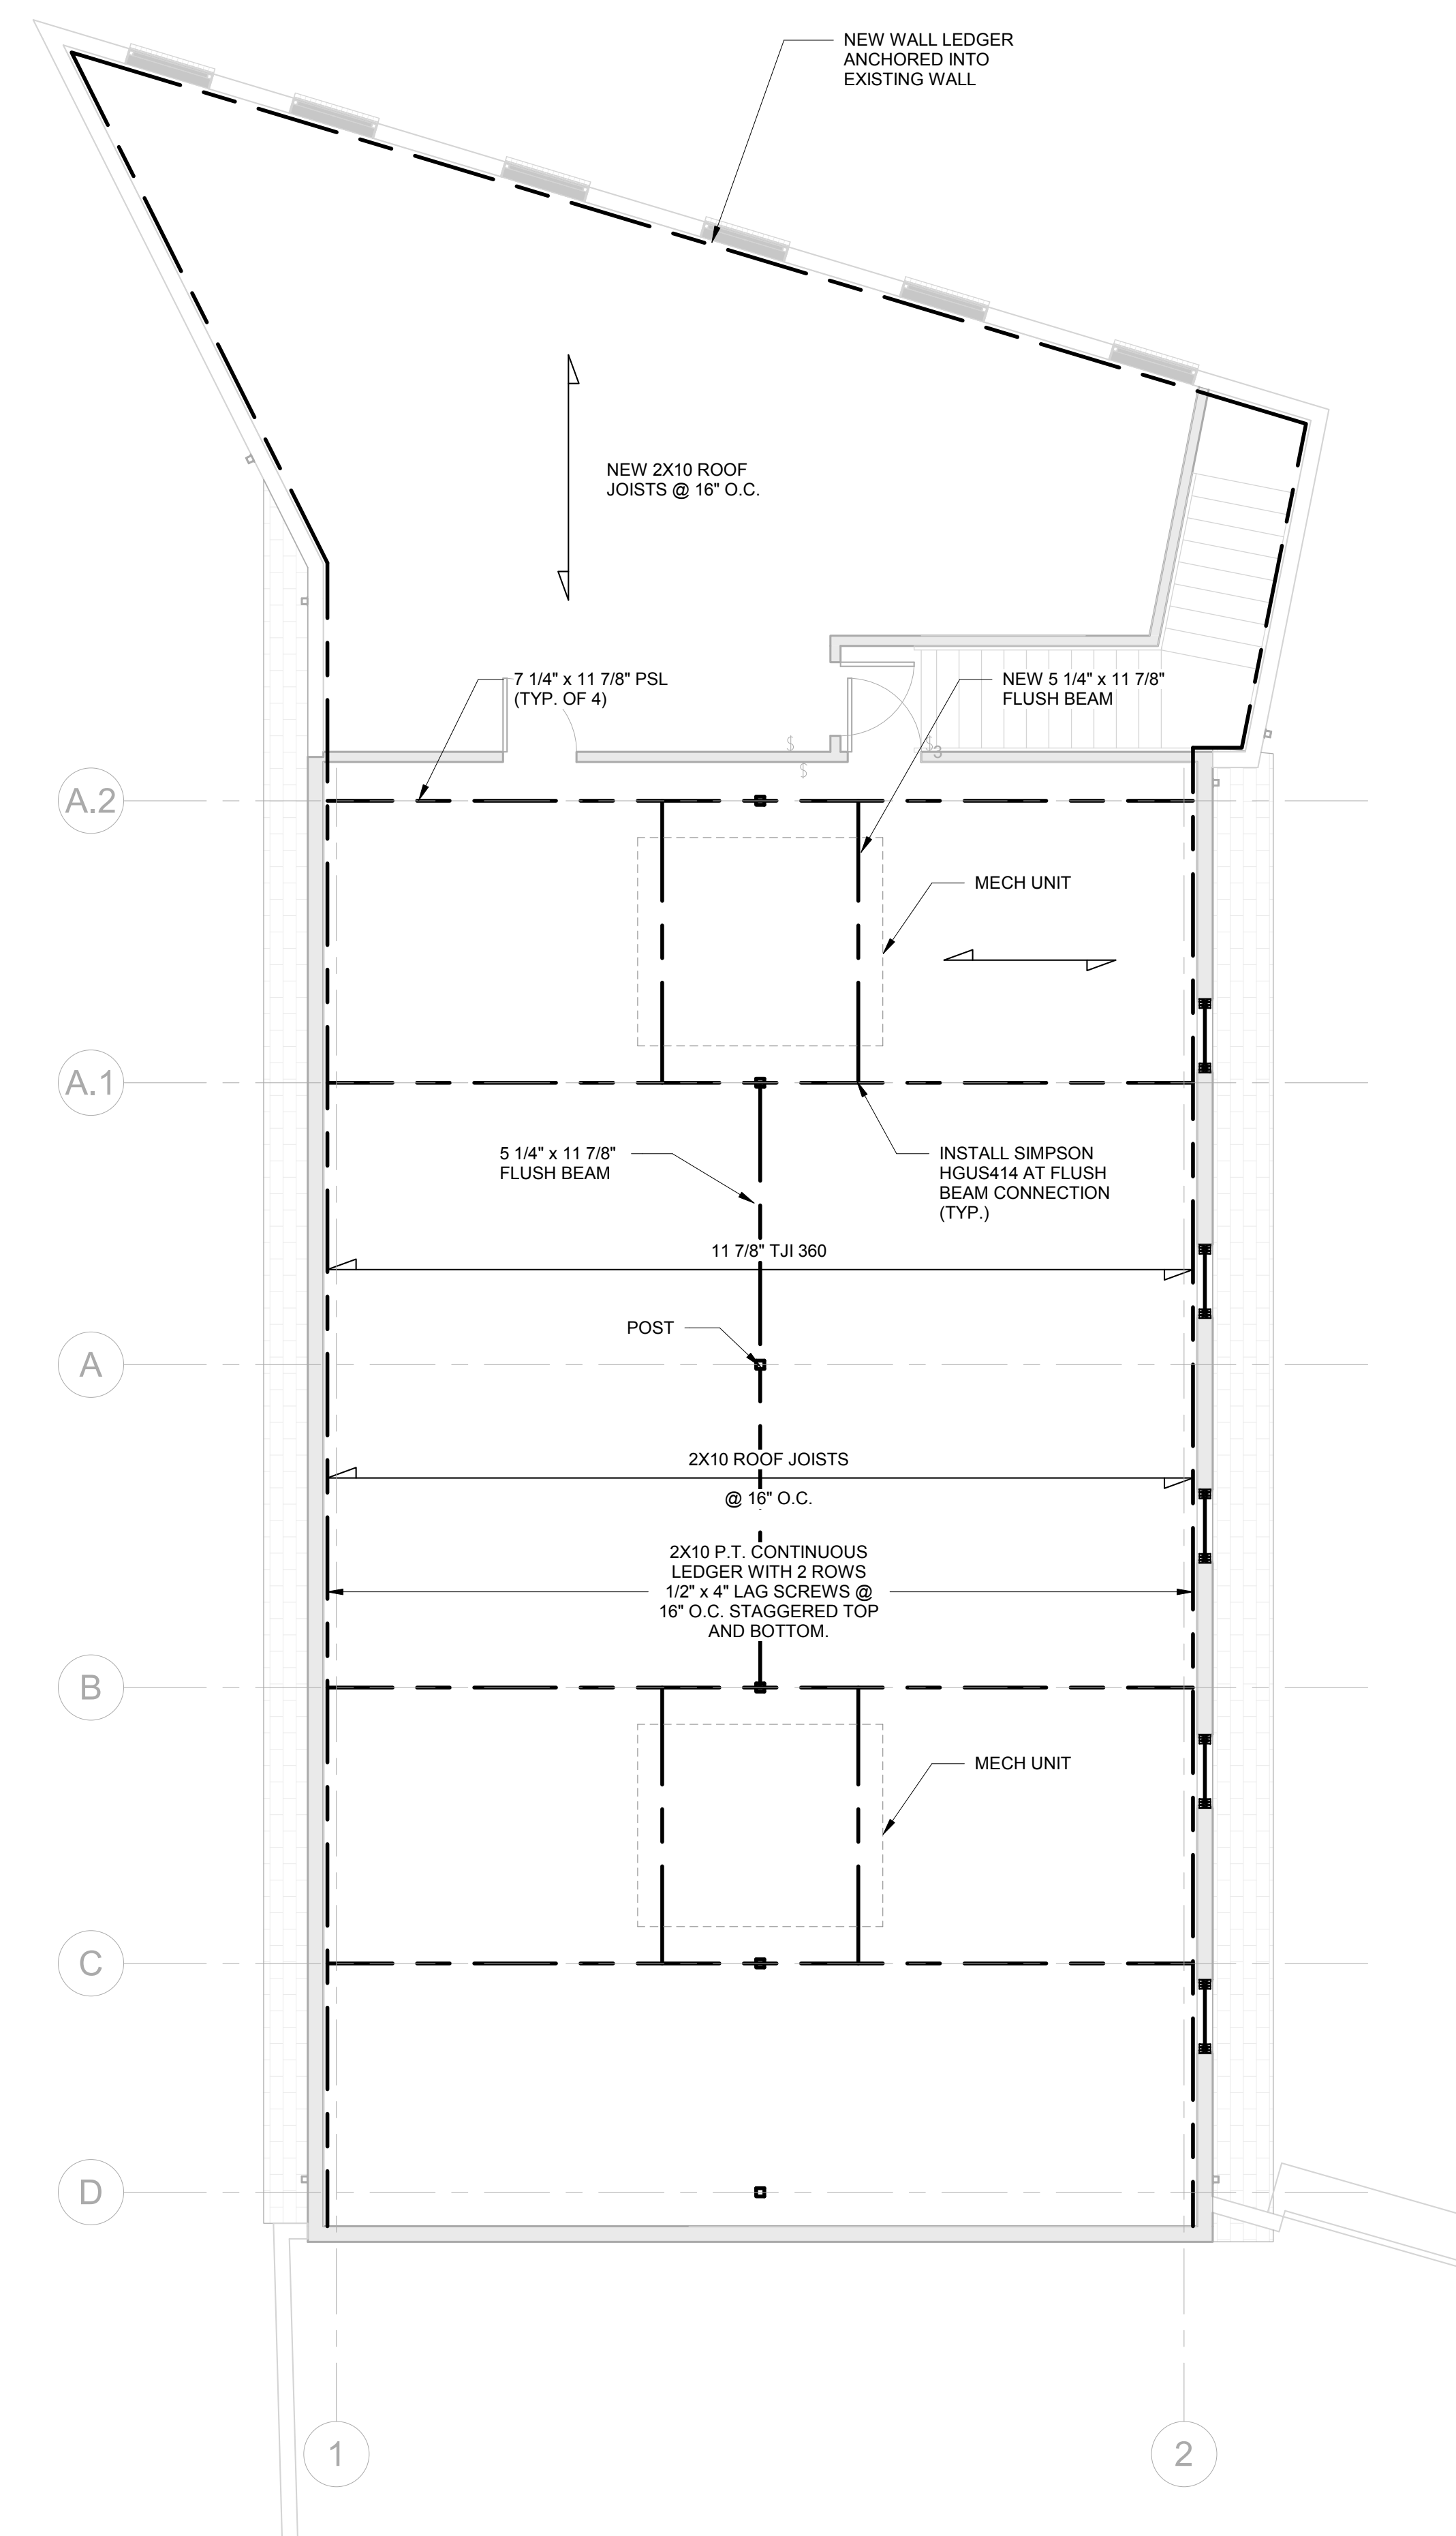 NEW WALL LEDGER
ANCHORED INTO
EXISTING WALL
NEW 2X10 ROOF
JOISTS @ 16" O.C.
7 1/4" x 11 7/8" PSL
(TYP. OF 4)
NEW 5 1/4" x 11 7/8"
FLUSH BEAM
$
$
$
3
A.2
MECH UNIT
A.1
5 1/4" x 11 7/8"
FLUSH BEAM
INSTALL SIMPSON
HGUS414 AT FLUSH
BEAM CONNECTION
(TYP.)
11 7/8" TJI 360
POST
A
2X10 ROOF JOISTS
@ 16" O.C.
2X10 P.T. CONTINUOUS
LEDGER WITH 2 ROWS
1/2" x 4" LAG SCREWS @
16" O.C. STAGGERED TOP
AND BOTTOM.
B
MECH UNIT
C
D
1
2